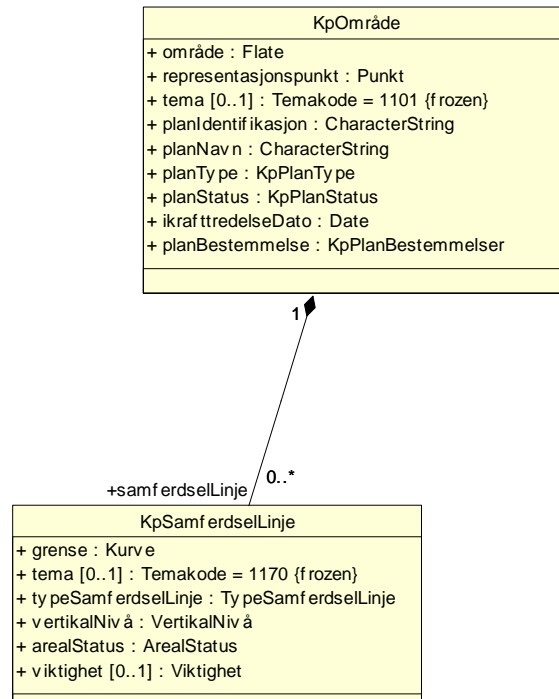 KpOmråde
+ område : Flate
+ representasjonspunkt : Punkt
+ tema [0..1] : Temakode = 1101 {frozen}
+ planIdentifikasjon : CharacterString
+ planNavn : CharacterString
+ planType : KpPlanType
+ planStatus : KpPlanStatus
+ ikrafttredelseDato : Date
+ planBestemmelse : KpPlanBestemmelser
1
0..*
+samferdselLinje
KpSamferdselLinje
+ grense : Kurve
+ tema [0..1] : Temakode = 1170 {frozen}
+ typeSamferdselLinje : TypeSamferdselLinje
+ vertikalNivå : VertikalNivå
+ arealStatus : ArealStatus
+ viktighet [0..1] : Viktighet